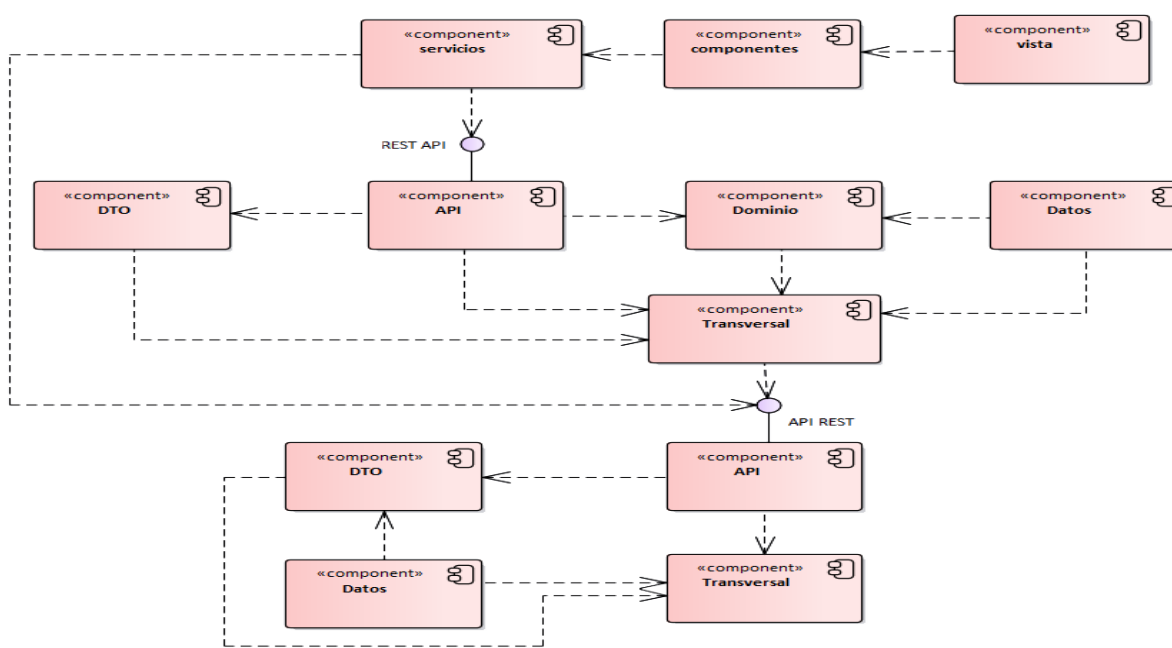 «component»
servicios
«component»
componentes
«component»
vista
REST API
«component»
DTO
«component»
API
«component»
Dominio
«component»
Datos
«component»
Transversal
API REST
«component»
DTO
«component»
API
«component»
Datos
«component»
Transversal